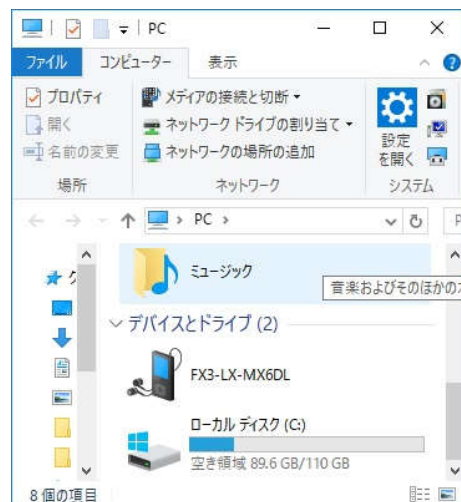 PC
ファイル コンピューター 表示
プロパティ
開く
名前の変更
場所
メディアの接続と切断
ネットワーク ドライブの割り当て
ネットワークの場所の追加
ネットワーク
設定
を開く
システム
PC
ミュージック
音楽およびそのほかの
デバイスとドライブ (2)
FX3-LX-MX6DL
ローカル ディスク (C:)
空き領域 89.6 GB/110 GB
8 個の項目